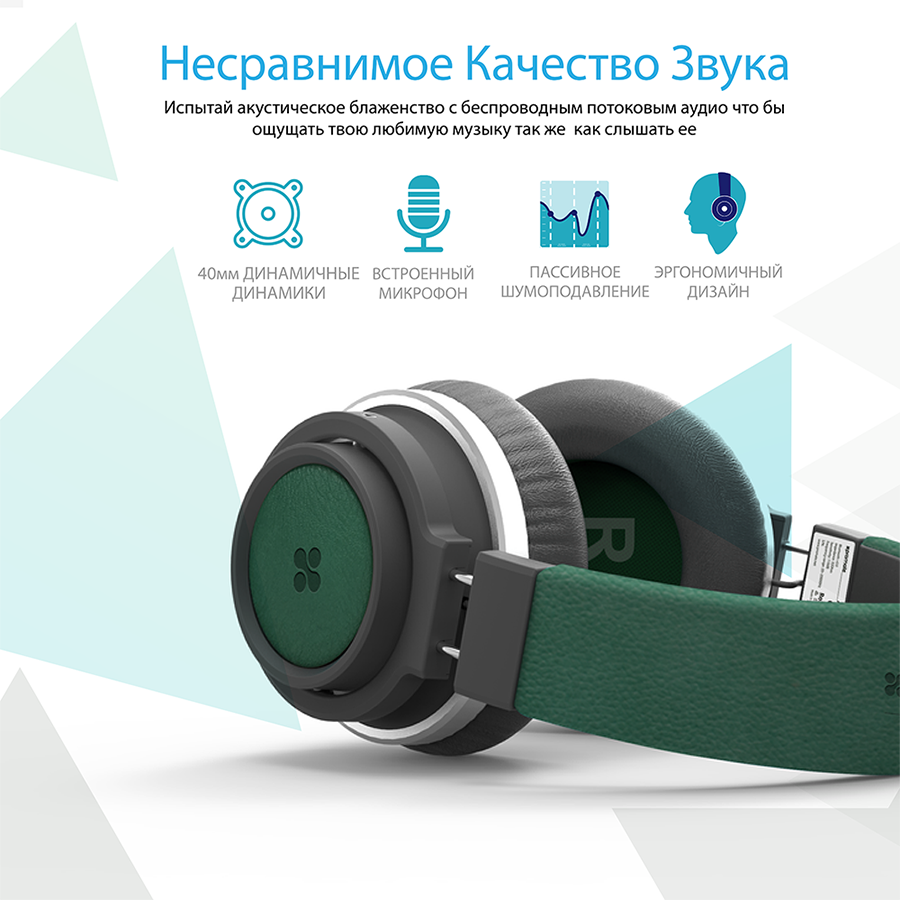 Несравнимое Качество Звука
Испытай акустическое блаженство с беспроводным потоковым аудио что бы
ощущать твою любимую музыку так же как слышать ее
40мм ДИНАМИЧНЫЕ
ДИНАМИКИ
ВСТРОЕННЫЙ
МИКРОФОН
ПАССИВНОЕ
ШУМОПОДАВЛЕНИЕ
ЭРГОНОМИЧНЫЙ
ДИЗАЙН
R